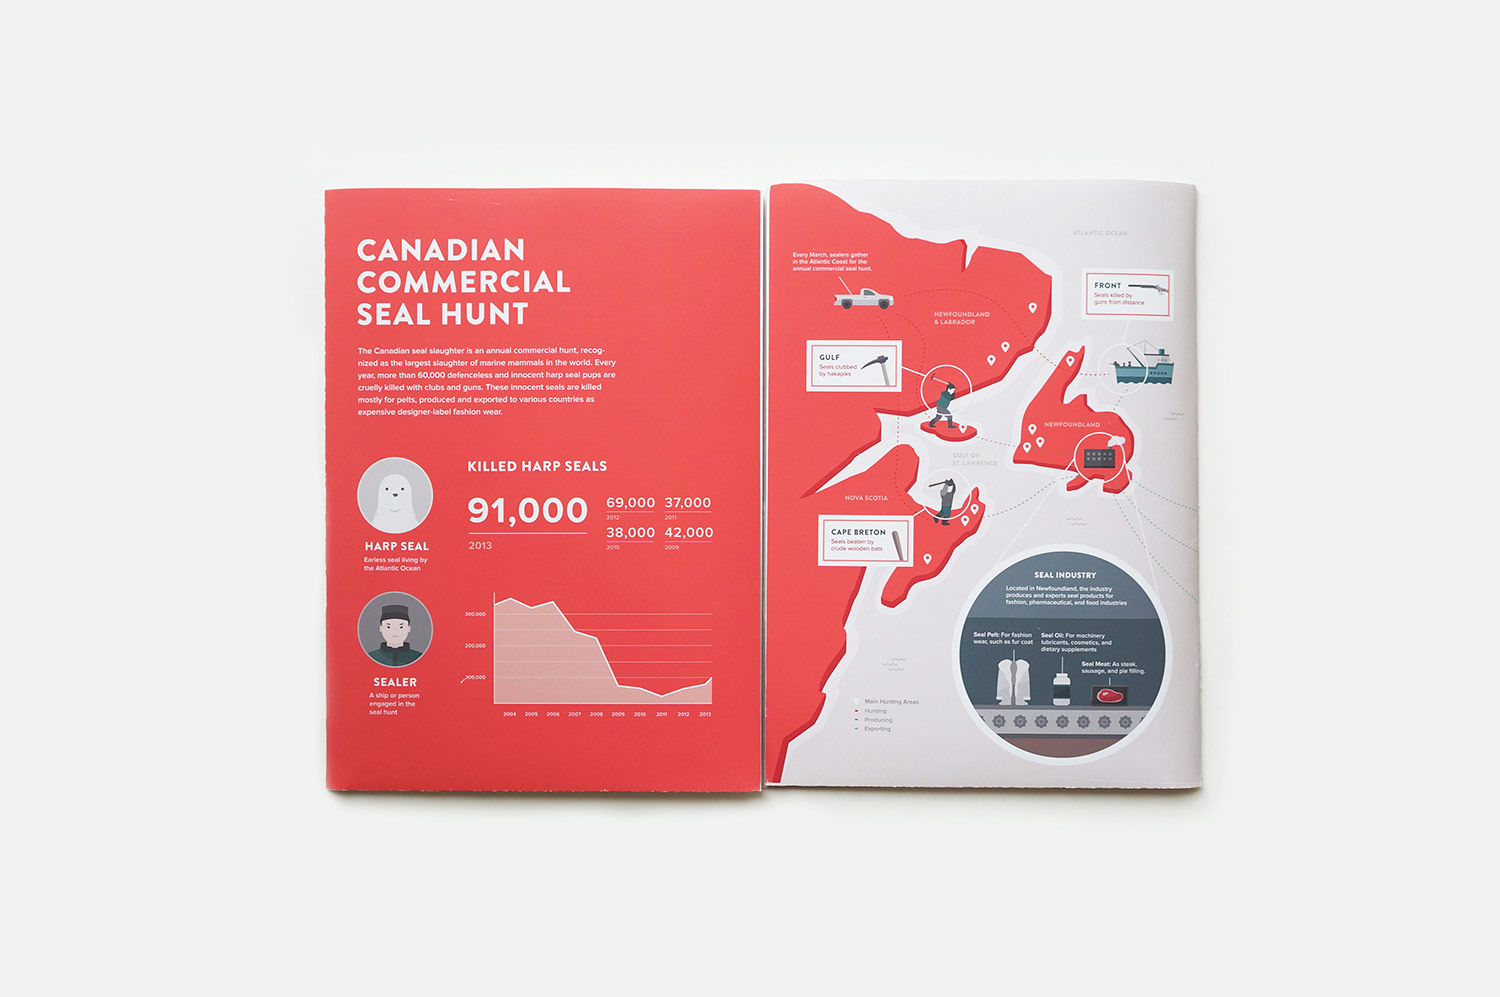 CANADIAN
COMMERCIAL
SEAL HUNT
The Canadian seal slaughter is an annual commercial hunt, recog-
nized as the largest slaughter of marine mammals in the world. Every
year, more than 60,000 defenceless and innocent harp seal pups are
cruelly killed with clubs and guns. These innocent seals are killed
mostly for pelts, produced and exported to various countries as
expensive designer-label fashion wear.
HARP SEAL
Earless seal living by
the Atlantic Ocean
SEALER
A ship or person
engaged in the
seal hunt
KILLED HARP SEALS
91,000
2013
69,000
2012
37,000
2011
38,000
2010
42,000
2009
300,000
200,000
100,000
2004 2005 2006 2007 2008 2009 2010 2011 2012 2013
Every March, sealers gather
in the Atlantic Coast for the
annual commercial seal hunt.
ATLANTIC OCEAN
FRONT
Seals killed by
guns from distance
NEWFOUNDLAND
& LABRADOR
GULF
Seals clubbed
by hakapiks
NEWFOUNDLAND
GULF OF
ST. LAWRENCE
NOVA SCOTIA
CAPE BRETON
Seals beaten by
crude wooden bats
SEAL INDUSTRY
Located in Newfoundland, the industry
produces and exports seal products for
fashion, pharmaceutical, and food industries
Seal Pelt: For fashion
wear, such as fur coat
Seal Oil: For machinery
lubricants, cosmetics, and
dietary supplements
Seal Meat: As steak,
sausage, and pie filling.
Main Hunting Areas
Hunting
Producing
Exporting